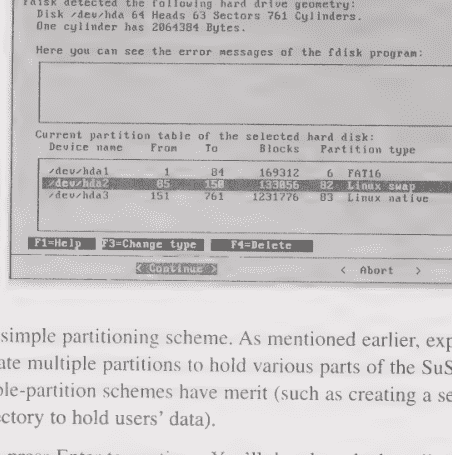 fdisk detected the following hard drive geometry:
Disk /dev/hda 64 Heads 63 Sectors 761 Cylinders.
One cylinder has 2064384 Bytes.
Here you can see the error messages of the fdisk program:
Current partition table of the selected hard disk:
Device name From To Blocks Partition type
/dev/hda1 1 84 169312 6 FAT16
/dev/hda2 85 150 133056 82 Linux swap
/dev/hda3 151 761 1231776 83 Linux native
F1=Help F3=Change type F4=Delete
< Continue > < Abort >
simple partitioning scheme. As mentioned earlier, exp
ate multiple partitions to hold various parts of the SuS
ple-partition schemes have merit (such as creating a se
ectory to hold users' data).
press Enter to